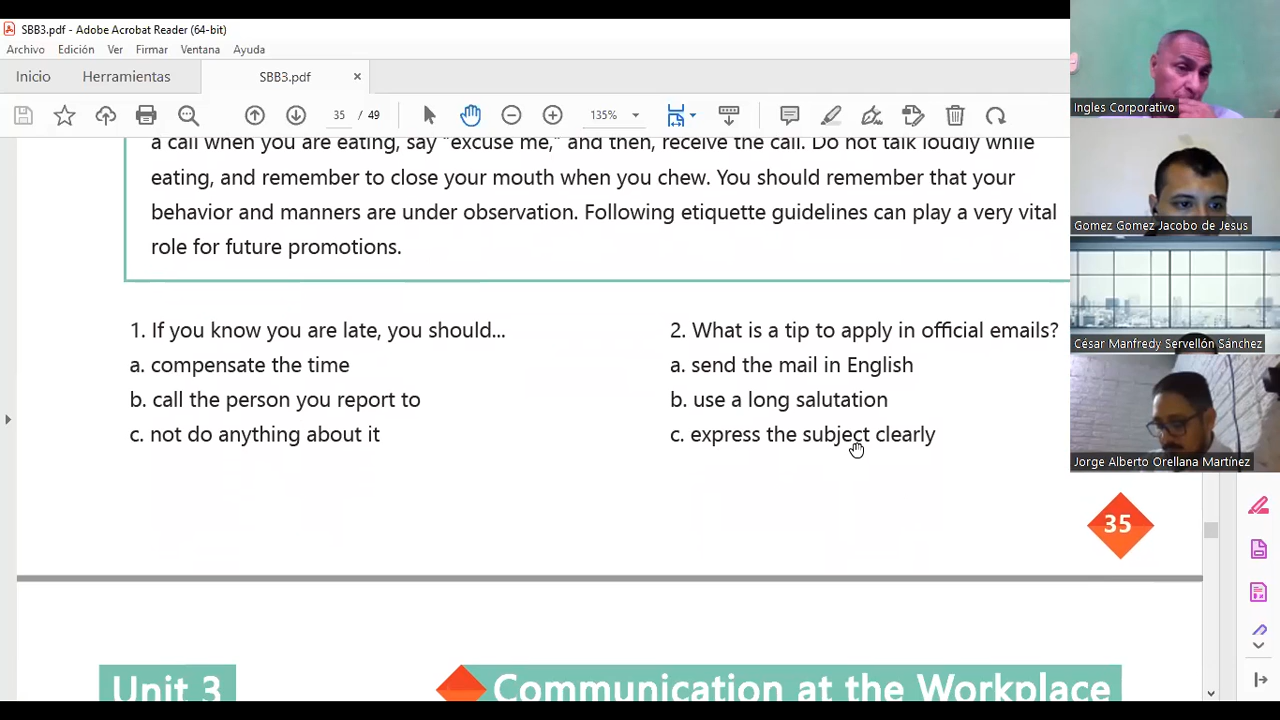 SBB3.pdf - Adobe Acrobat Reader (64-bit)
Archivo Edición Ver Firmar Ventana Ayuda
Inicio Herramientas SBB3.pdf ×
35 / 49 135%
a call when you are eating, say "excuse me," and then, receive the call. Do not talk loudly while
eating, and remember to close your mouth when you chew. You should remember that your
behavior and manners are under observation. Following etiquette guidelines can play a very vital
role for future promotions.
1. If you know you are late, you should...
a. compensate the time
b. call the person you report to
c. not do anything about it
2. What is a tip to apply in official emails?
a. send the mail in English
b. use a long salutation
c. express the subject clearly
35
Unit 3
Communication at the Workplace
Ingles Corporativo
Gomez Gomez Jacobo de Jesus
César Manfredy Servellón Sánchez
Jorge Alberto Orellana Martínez